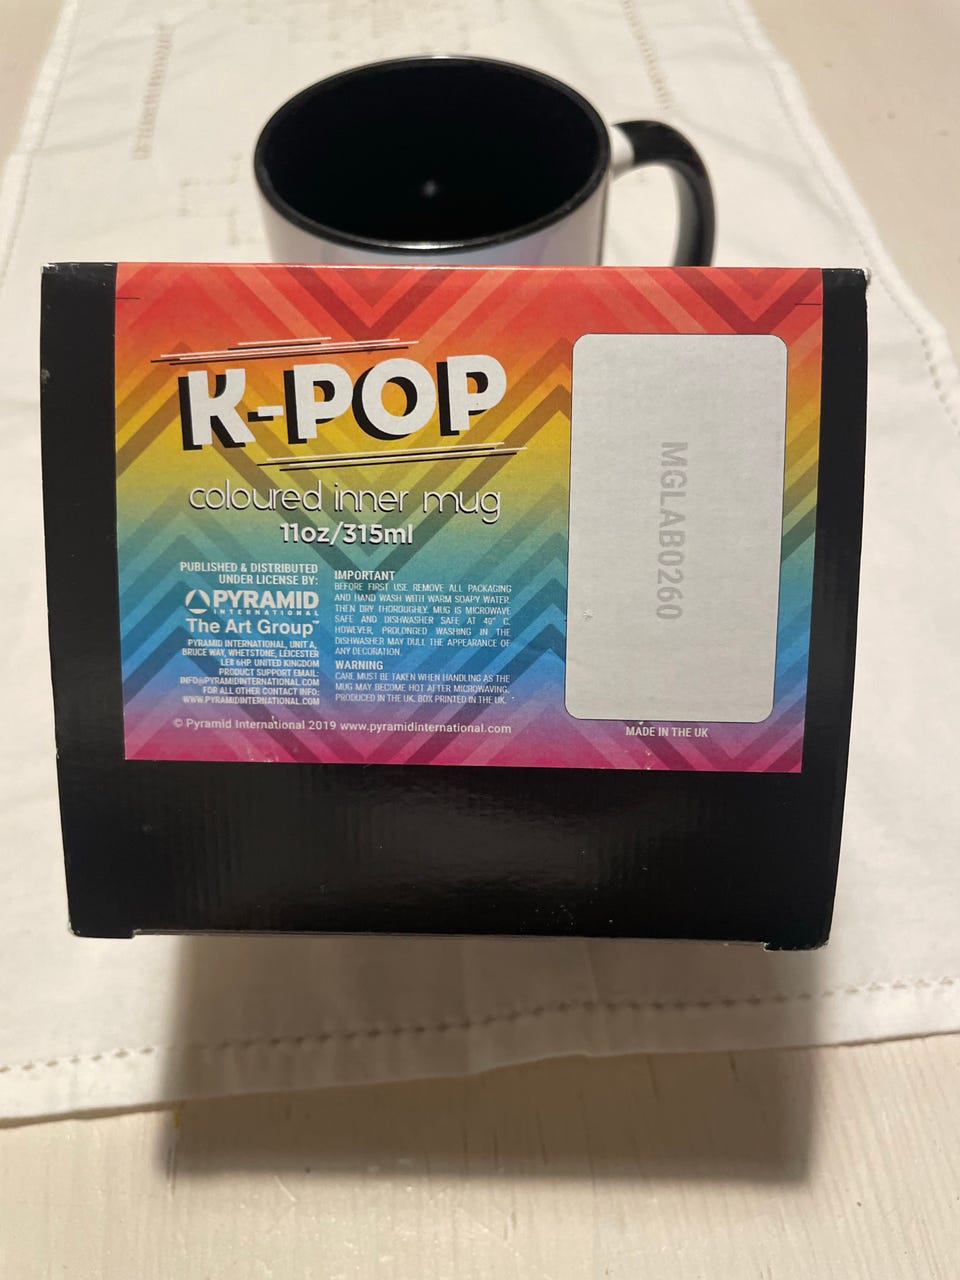 K-POP
coloured inner mug
11oz/315ml
PUBLISHED & DISTRIBUTED
UNDER LICENSE BY:
PYRAMID
INTERNATIONAL
The Art Group™
PYRAMID INTERNATIONAL, UNIT A,
BRUCE WAY, WHETSTONE, LEICESTER
LE8 6HP UNITED KINGDOM
PRODUCT SUPPORT EMAIL:
INFO@PYRAMIDINTERNATIONAL.COM
FOR ALL OTHER CONTACT INFO:
WWW.PYRAMIDINTERNATIONAL.COM
IMPORTANT
BEFORE FIRST USE REMOVE ALL PACKAGING
AND HAND WASH WITH WARM SOAPY WATER,
THEN DRY THOROUGHLY. MUG IS MICROWAVE
SAFE AND DISHWASHER SAFE AT 40° C.
HOWEVER, PROLONGED WASHING IN THE
DISHWASHER MAY DULL THE APPEARANCE OF
ANY DECORATION.
WARNING
CARE MUST BE TAKEN WHEN HANDLING AS THE
MUG MAY BECOME HOT AFTER MICROWAVING.
PRODUCED IN THE UK. BOX PRINTED IN THE UK.
© Pyramid International 2019 www.pyramidinternational.com
MGLAB0260
MADE IN THE UK